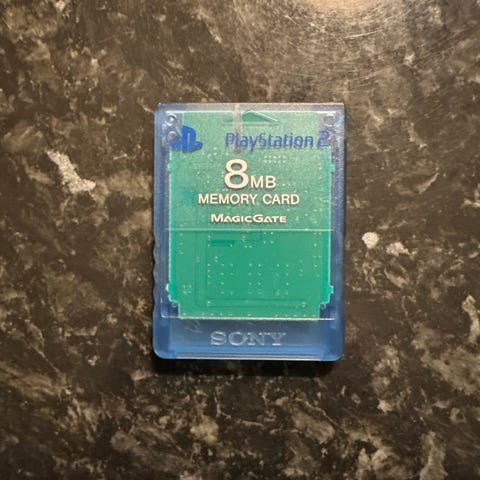 PlayStation 2
8MB
MEMORY CARD
MAGICGATE
SONY